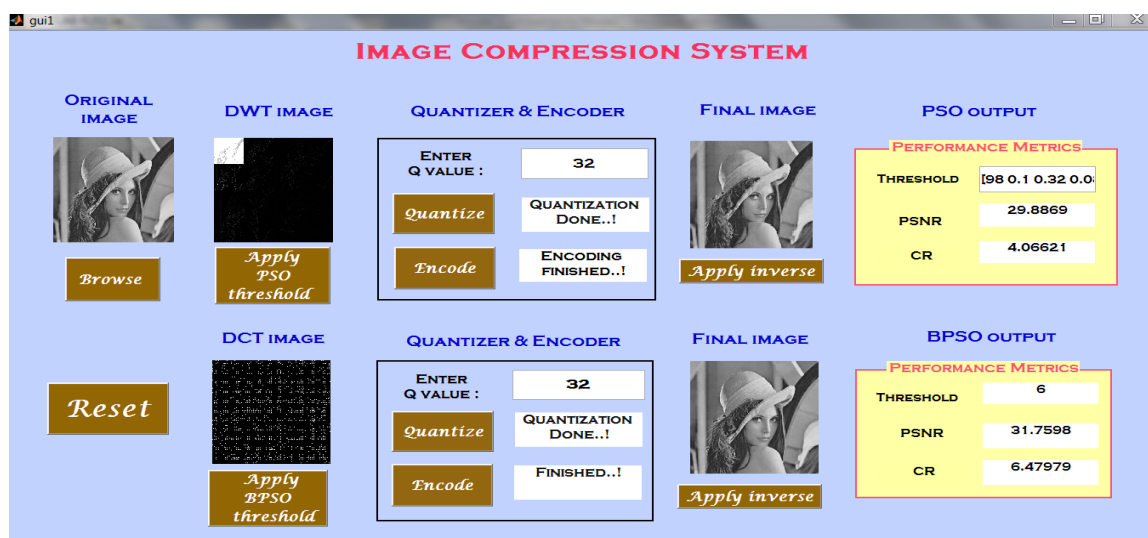 gui1
IMAGE COMPRESSION SYSTEM
ORIGINAL
IMAGE
DWT IMAGE
QUANTIZER & ENCODER
FINAL IMAGE
PSO OUTPUT
PERFORMANCE METRICS
ENTER
Q VALUE :
32
THRESHOLD
[98 0.1 0.32 0.0
Quantize
QUANTIZATION
DONE..!
PSNR
29.8869
CR
4.06621
Browse
Apply
PSO
threshold
Encode
ENCODING
FINISHED..!
Apply inverse
DCT IMAGE
QUANTIZER & ENCODER
FINAL IMAGE
BPSO OUTPUT
PERFORMANCE METRICS
Reset
ENTER
Q VALUE :
32
THRESHOLD
6
Quantize
QUANTIZATION
DONE..!
PSNR
31.7598
CR
6.47979
Apply
BPSO
threshold
Encode
FINISHED..!
Apply inverse